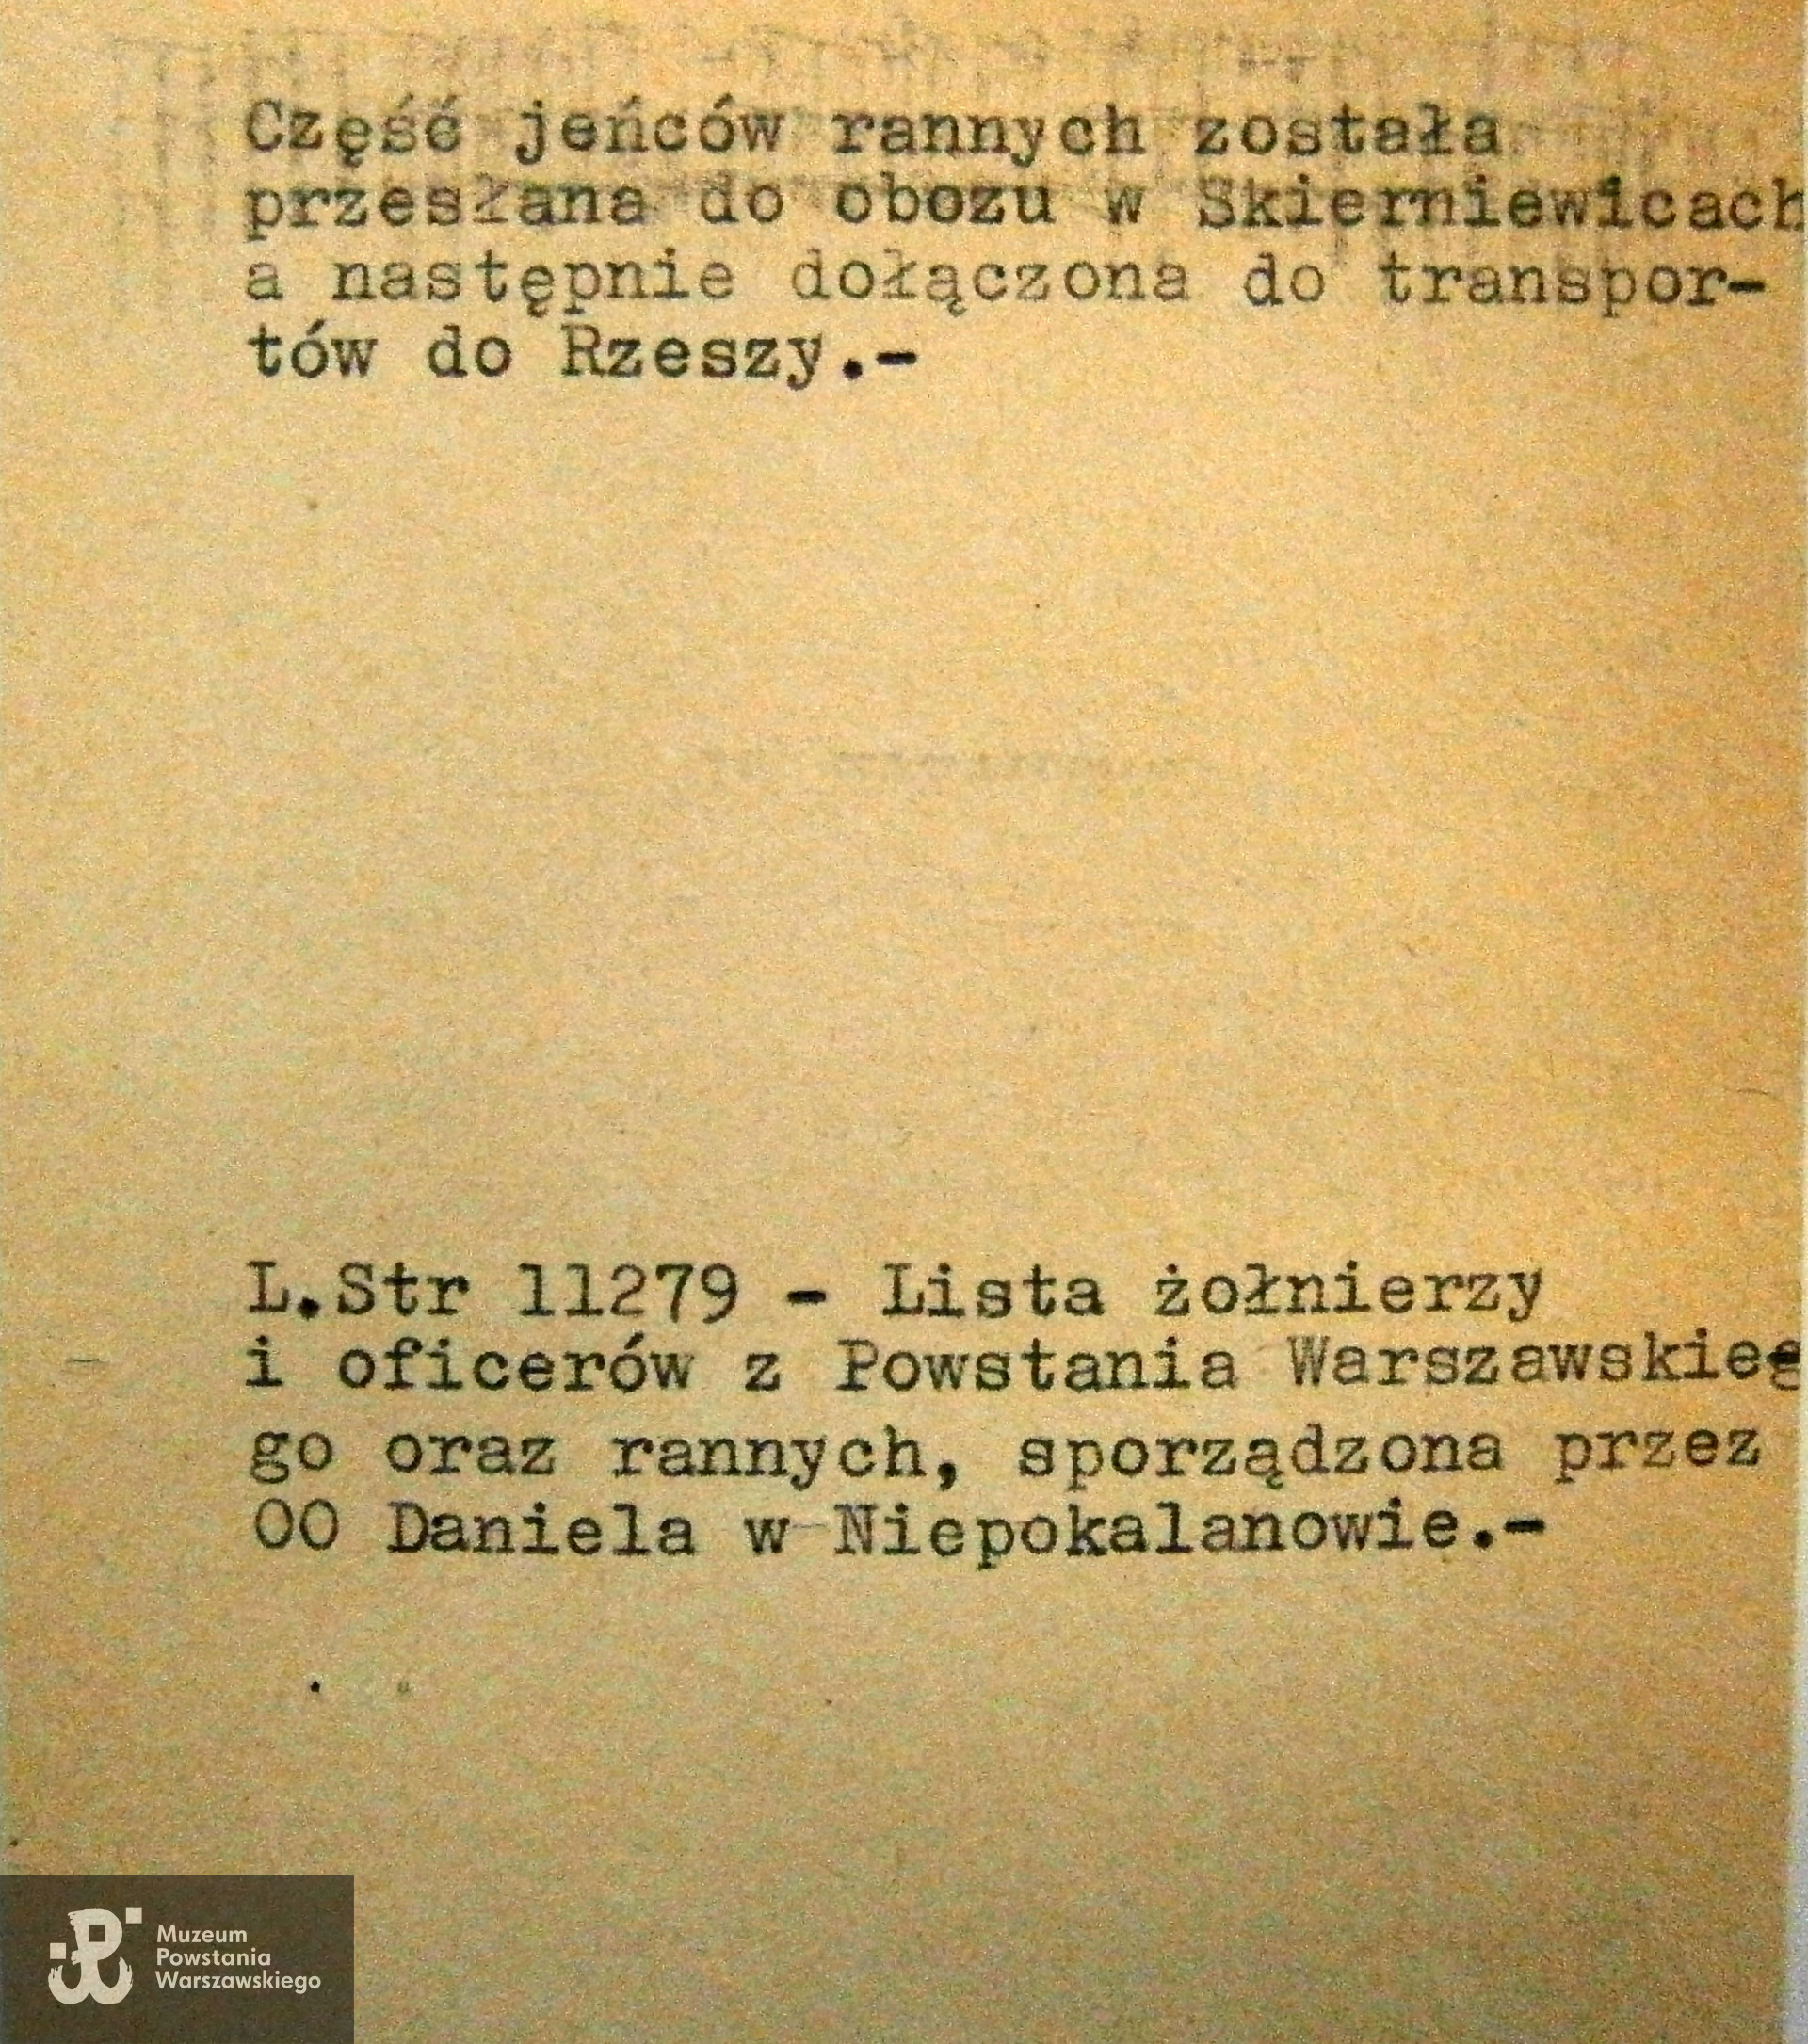 Część jeńców rannych została
przesłana do obozu w Skierniewicach
a następnie dołączona do transpor-
tów do Rzeszy.-
L.Str 11279 - Lista żołnierzy
i oficerów z Powstania Warszawskieg
go oraz rannych, sporządzona przez
OO Daniela w Niepokalanowie.-
Muzeum
Powstania
Warszawskiego